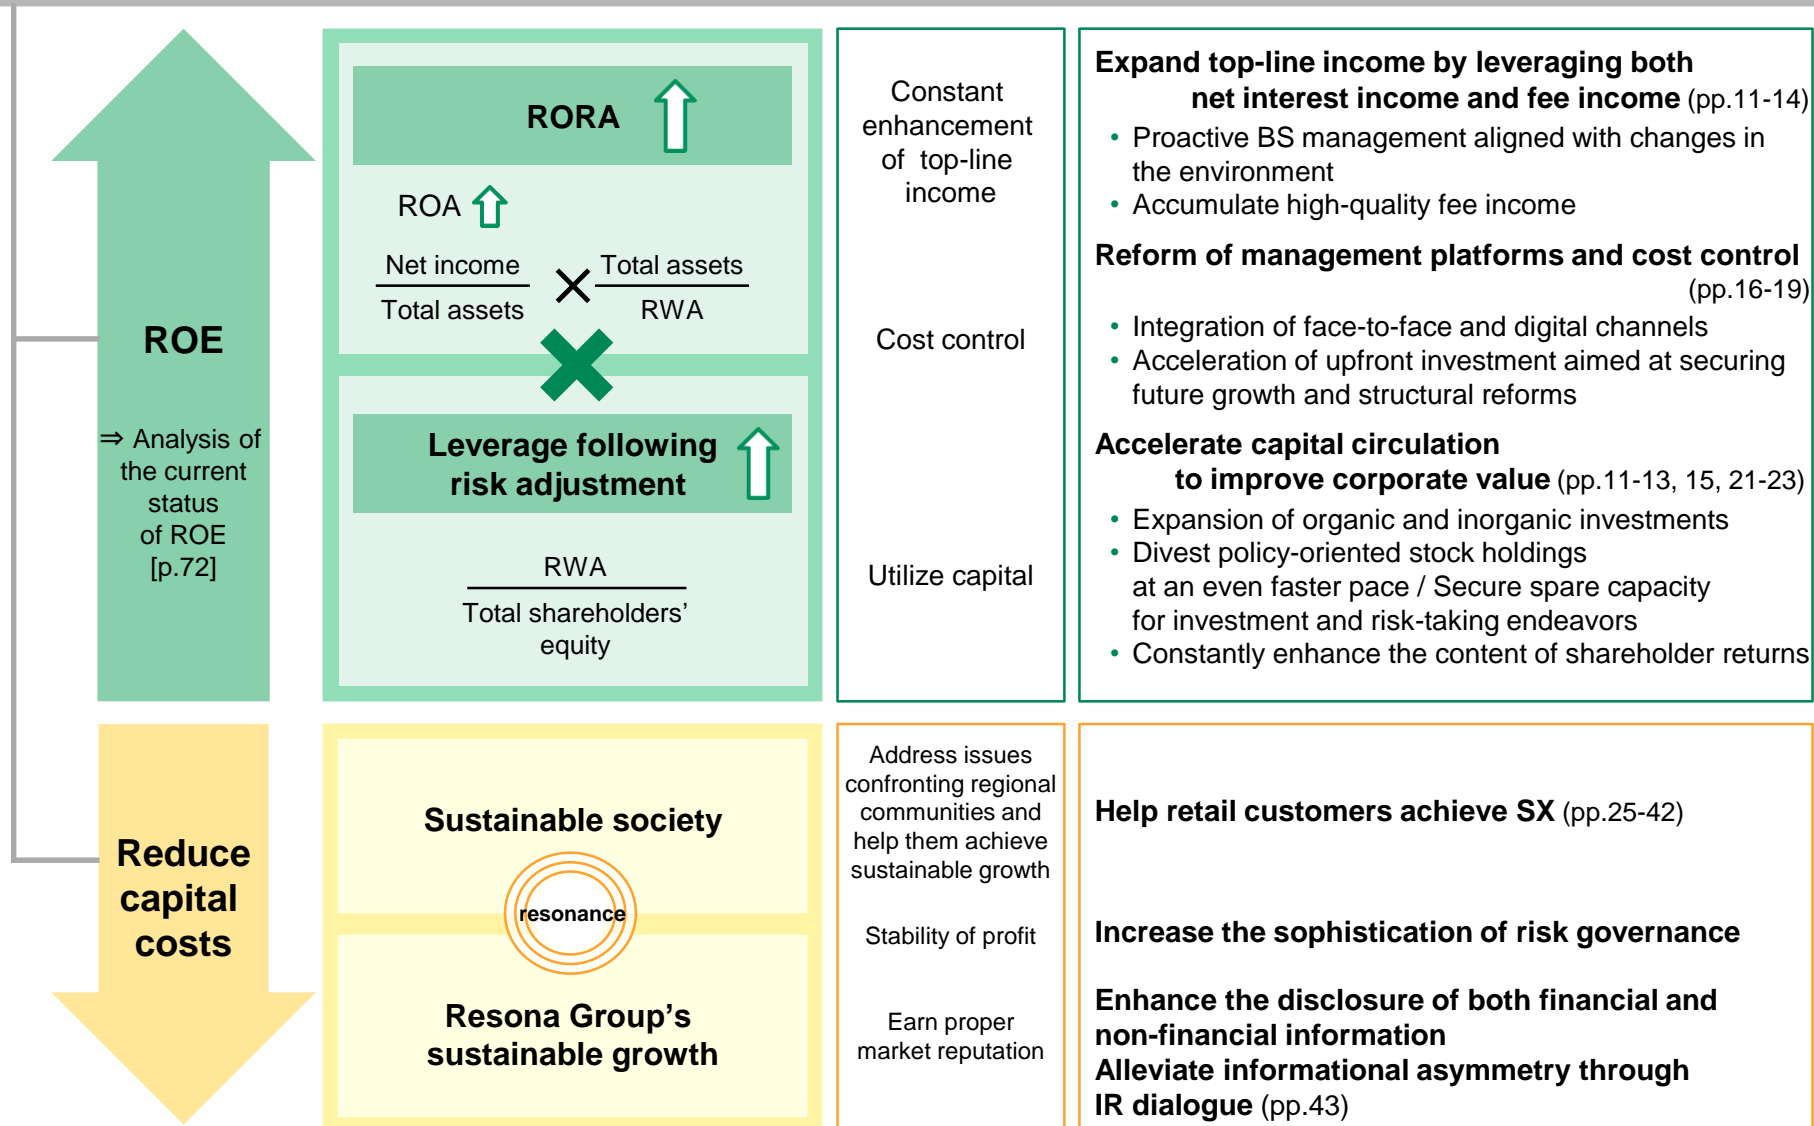 ROE
⇒ Analysis of
the current
status
of ROE
[p.72]
RORA
ROA
Net income
Total assets
×
Total assets
RWA
Leverage following
risk adjustment
RWA
Total shareholders'
equity
Constant
enhancement
of top-line
income
Cost control
Utilize capital
Expand top-line income by leveraging both
net interest income and fee income (pp.11-14)
• Proactive BS management aligned with changes in
the environment
• Accumulate high-quality fee income
Reform of management platforms and cost control
(pp.16-19)
• Integration of face-to-face and digital channels
• Acceleration of upfront investment aimed at securing
future growth and structural reforms
Accelerate capital circulation
to improve corporate value (pp.11-13, 15, 21-23)
• Expansion of organic and inorganic investments
• Divest policy-oriented stock holdings
at an even faster pace / Secure spare capacity
for investment and risk-taking endeavors
• Constantly enhance the content of shareholder returns
Reduce
capital
costs
Sustainable society
resonance
Resona Group's
sustainable growth
Address issues
confronting regional
communities and
help them achieve
sustainable growth
Stability of profit
Earn proper
market reputation
Help retail customers achieve SX (pp.25-42)
Increase the sophistication of risk governance
Enhance the disclosure of both financial and
non-financial information
Alleviate informational asymmetry through
IR dialogue (pp.43)